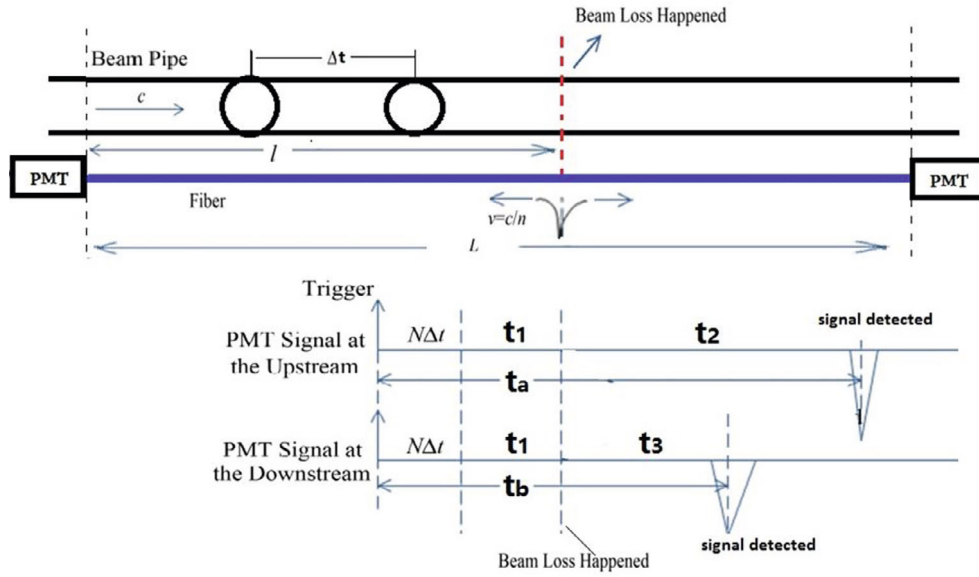 Beam Loss Happened
Beam Pipe
Δt
c
l
PMT
PMT
Fiber
v=c/n
L
Trigger
signal detected
PMT Signal at
the Upstream
NΔt
t1
t2
ta
PMT Signal at
the Downstream
NΔt
t1
t3
tb
signal detected
Beam Loss Happened